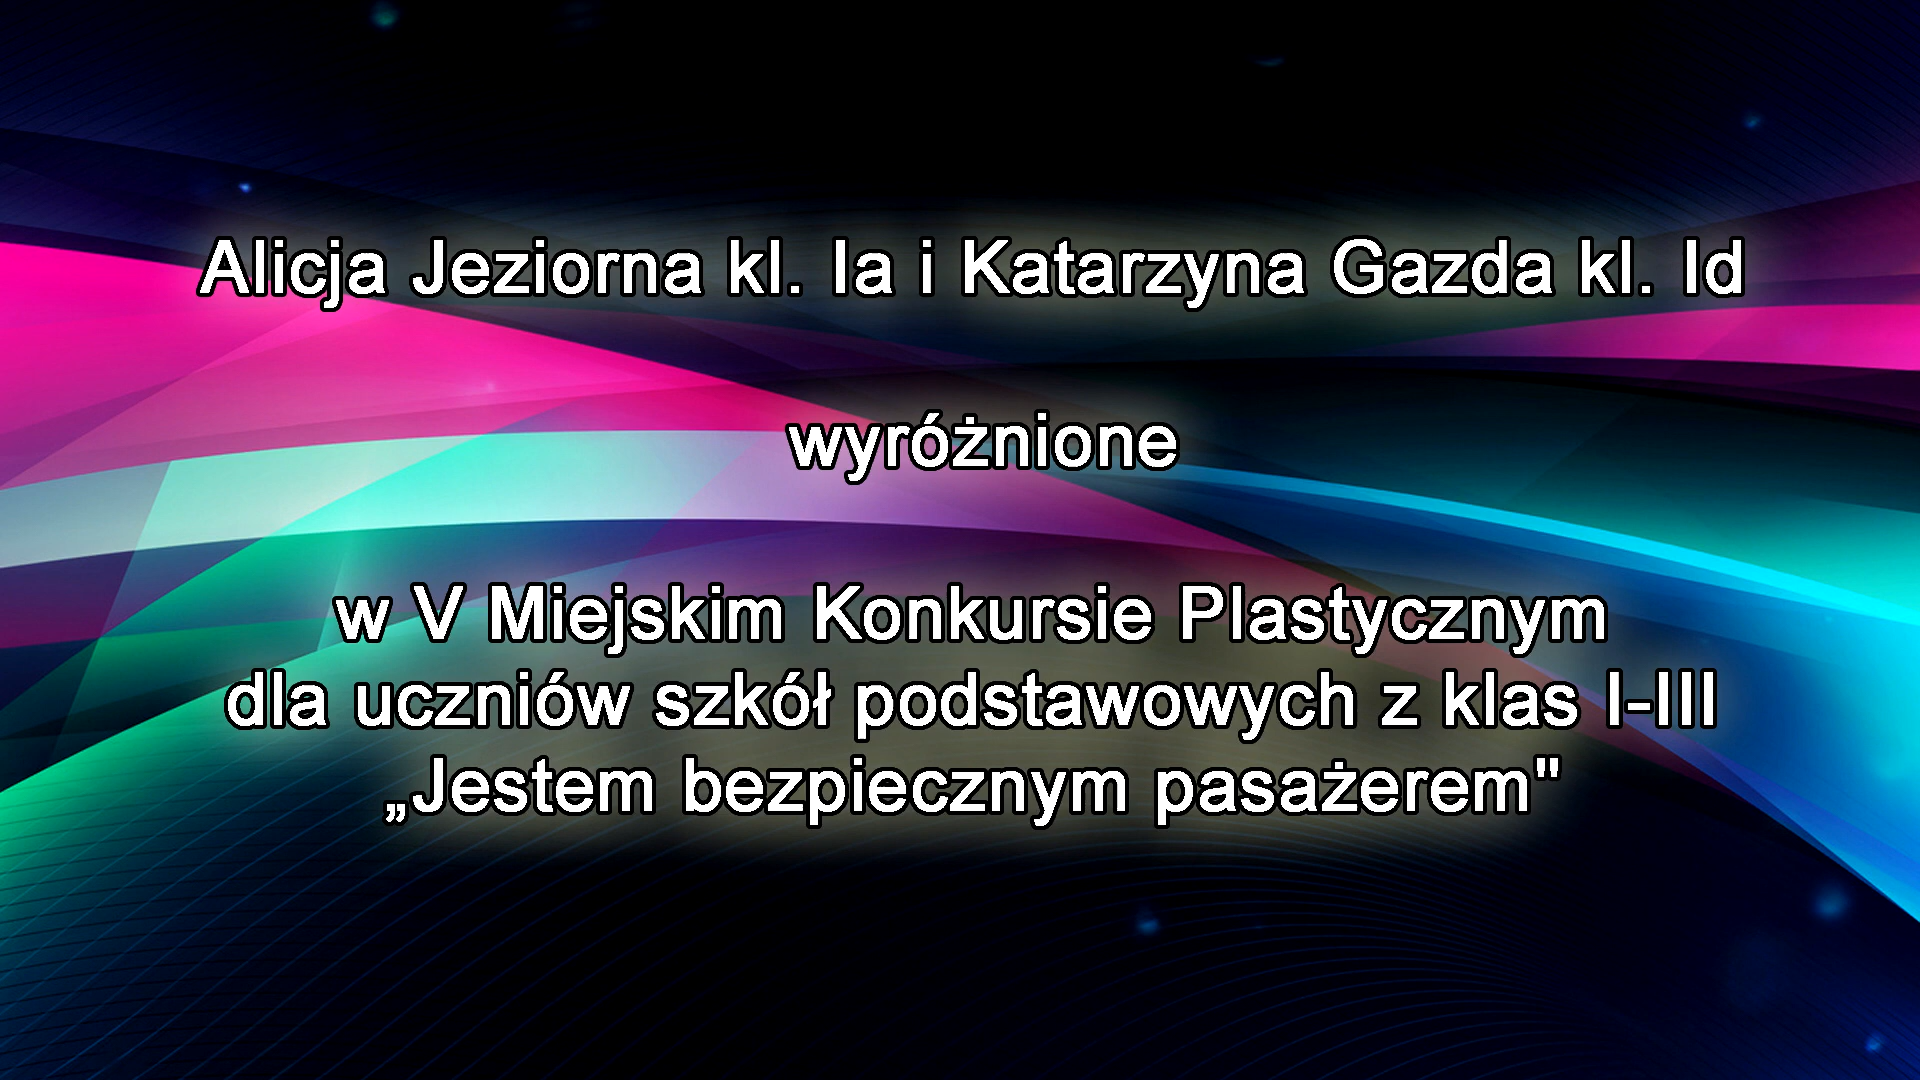 Alicja Jeziorna kl. Ia i Katarzyna Gazda kl. Id
wyróżnione
w V Miejskim Konkursie Plastycznym
dla uczniów szkół podstawowych z klas I-III
„Jestem bezpiecznym pasażerem"